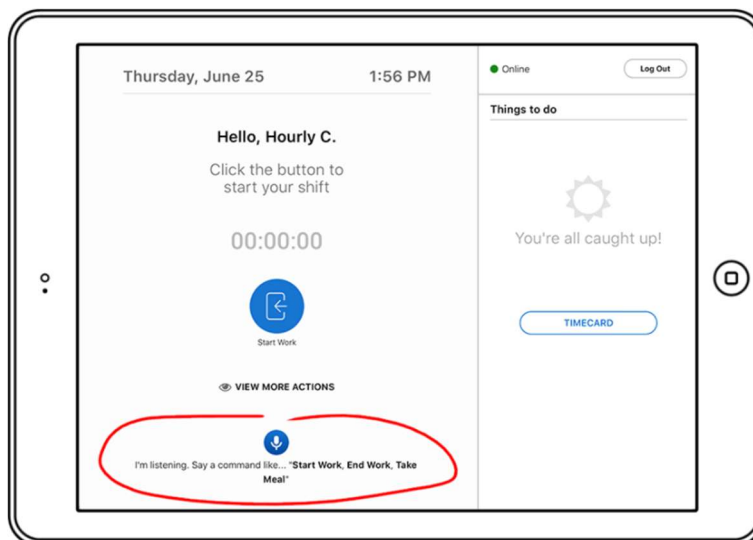 Thursday, June 25
1:56 PM
Hello, Hourly C.
Click the button to
start your shift
00:00:00
Start Work
VIEW MORE ACTIONS
I'm listening. Say a command like... "Start Work, End Work, Take
Meal"
Online
Log Out
Things to do
You're all caught up!
TIMECARD